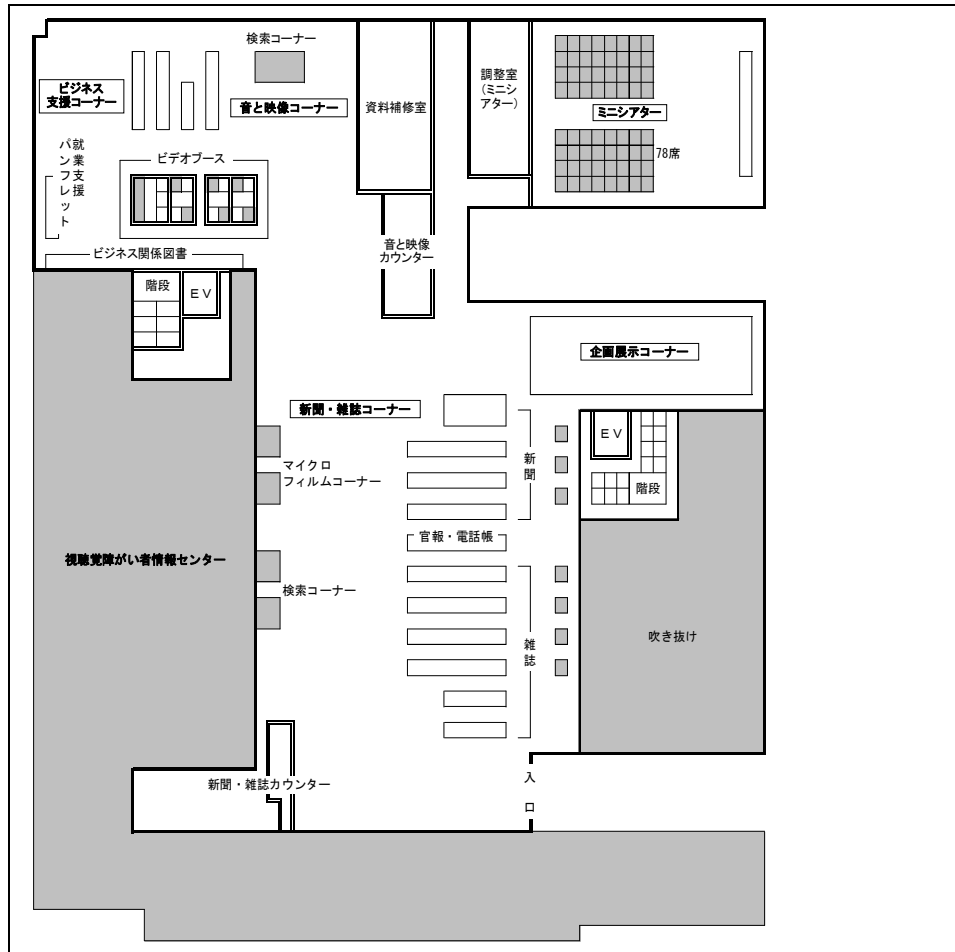 検索コーナー
ビジネス
支援コーナー
音と映像コーナー
資料補修室
調整室
(ミニシ
アター)
ミニシアター
78席
就業支援
パンフレット
ビデオブース
音と映像
カウンター
ビジネス関係図書
階段
EV
企画展示コーナー
新聞・雑誌コーナー
新聞
EV
階段
マイクロ
フィルムコーナー
官報・電話帳
視聴覚障がい者情報センター
検索コーナー
雑誌
吹き抜け
新聞・雑誌カウンター
入口